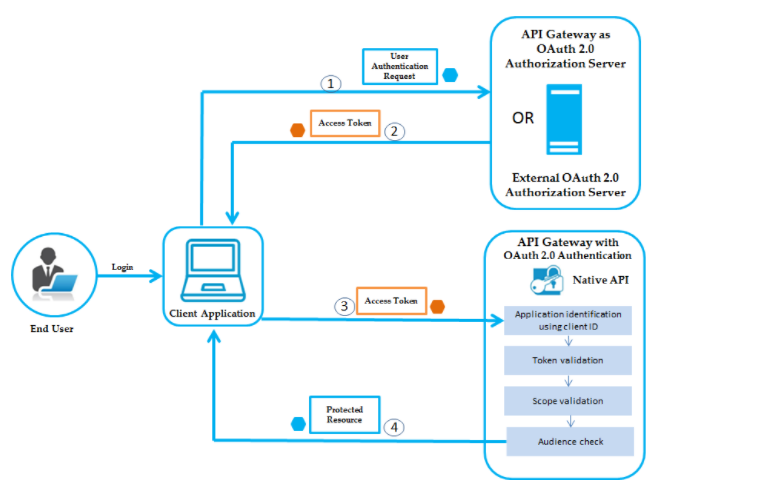 API Gateway as
OAuth 2.0
Authorization Server
User
Authentication
Request
1
OR
Access Token
2
External OAuth 2.0
Authorization Server
API Gateway with
OAuth 2.0 Authentication
Native API
Login
Client Application
End User
3
Access Token
Application identification
using client ID
Token validation
Scope validation
Protected
Resource
4
Audience check